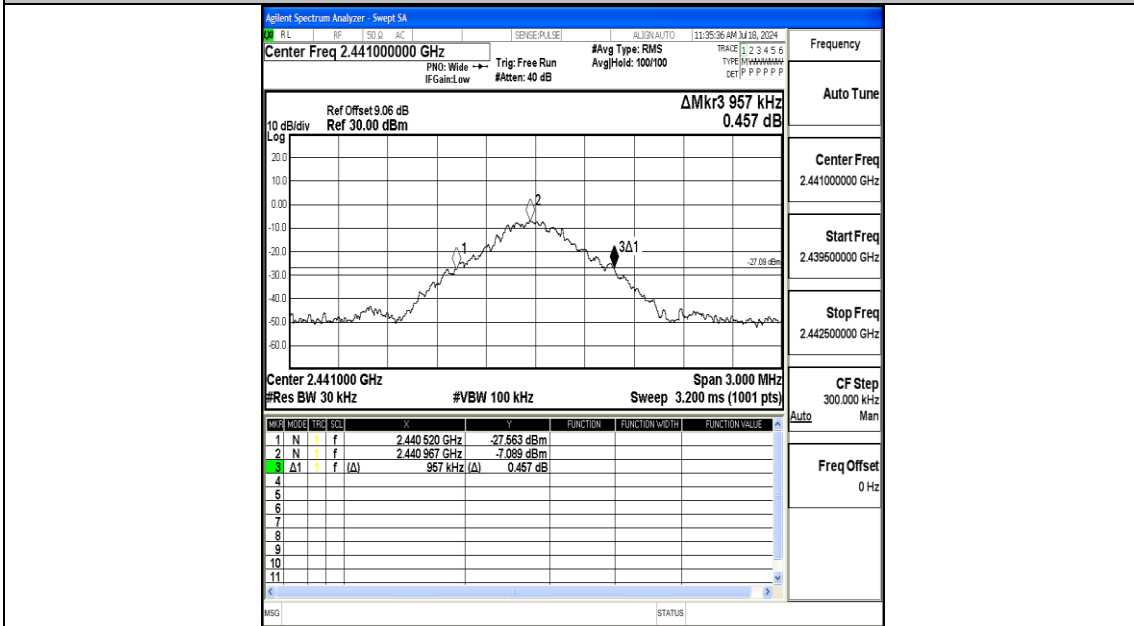 Agilent Spectrum Analyzer - Swept SA
RL RF 50 Ω AC SENSE:PULSE ALIGN AUTO 11:35:36 AM Jul 18, 2024
Center Freq 2.441000000 GHz
PNO: Wide
IFGain:Low
Trig: Free Run
#Atten: 40 dB
#Avg Type: RMS
Avg|Hold: 100/100
TRACE 1 2 3 4 5 6
TYPE
DET P P P P P P
Ref Offset 9.06 dB
10 dB/div Ref 30.00 dBm
Log
ΔMkr3 957 kHz
0.457 dB
20.0
10.0
0.00
-10.0
-20.0
-30.0
-40.0
-50.0
-60.0
1
2
3Δ1
-27.09 dBm
Center 2.441000 GHz Span 3.000 MHz
#Res BW 30 kHz #VBW 100 kHz Sweep 3.200 ms (1001 pts)
MKR MODE TRC SCL X Y FUNCTION FUNCTION WIDTH FUNCTION VALUE
1 N 1 f 2.440 520 GHz -27.563 dBm
2 N 1 f 2.440 967 GHz -7.089 dBm
3 Δ1 1 f (Δ) 957 kHz (Δ) 0.457 dB
4
5
6
7
8
9
10
11
MSG STATUS
Frequency
Auto Tune
Center Freq
2.441000000 GHz
Start Freq
2.439500000 GHz
Stop Freq
2.442500000 GHz
CF Step
300.000 kHz
Auto Man
Freq Offset
0 Hz